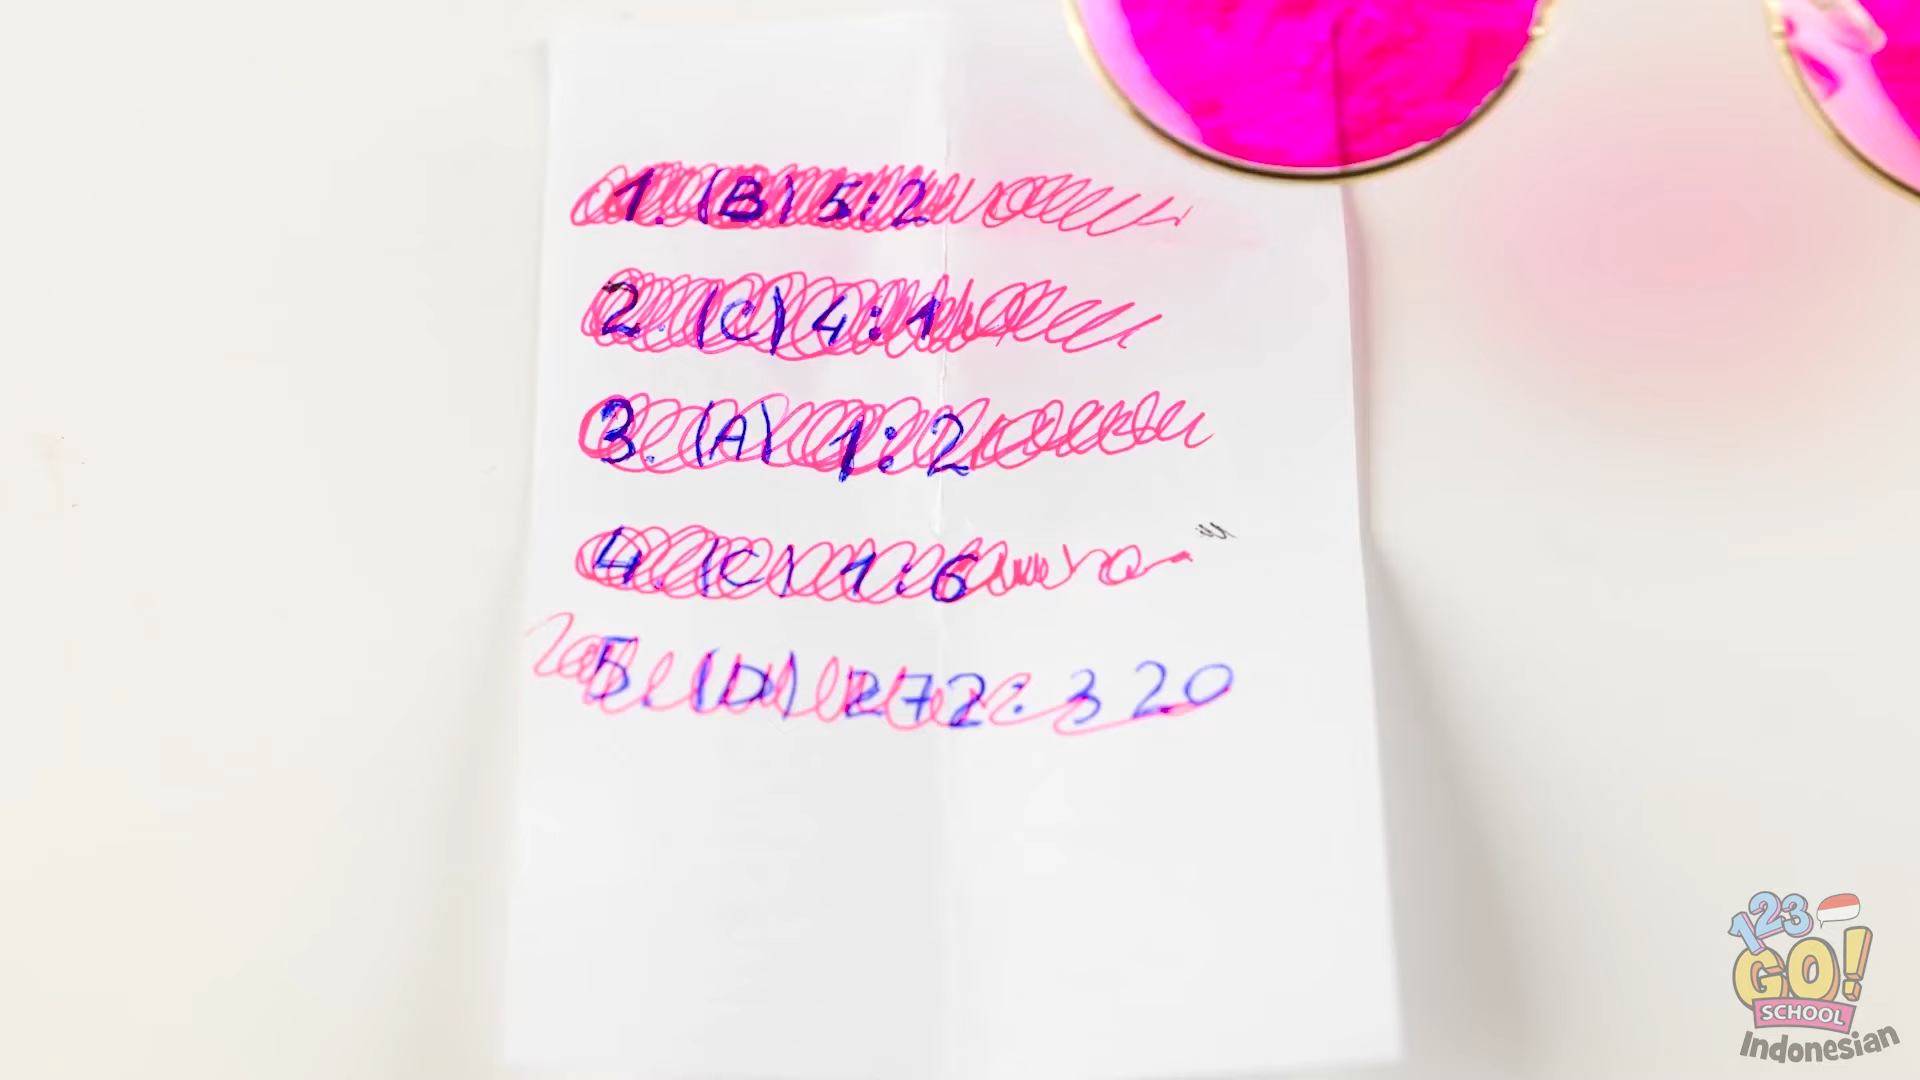 1. (B) 5:2
2. (C) 4:1
3. (A) 1:2
4. (C) 1:6
5. (D) 272:320
123
GO!
SCHOOL
Indonesian